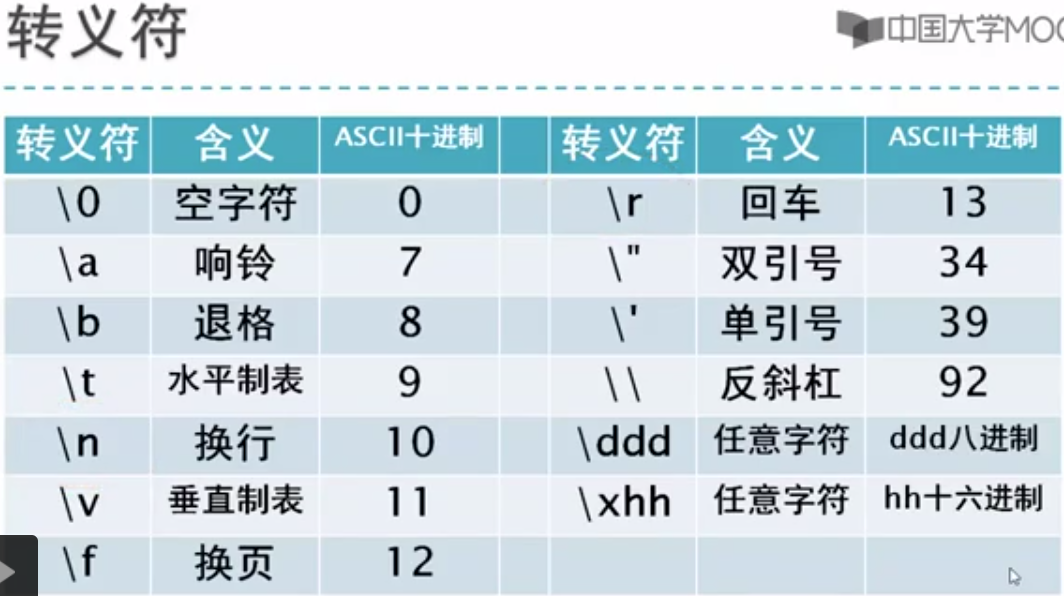 转义符
中国大学MOO
转义符 含义 ASCII十进制 转义符 含义 ASCII十进制
\0 空字符 0 \r 回车 13
\a 响铃 7 \" 双引号 34
\b 退格 8 \' 单引号 39
\t 水平制表 9 \\ 反斜杠 92
\n 换行 10 \ddd 任意字符 ddd八进制
\v 垂直制表 11 \xhh 任意字符 hh十六进制
\f 换页 12